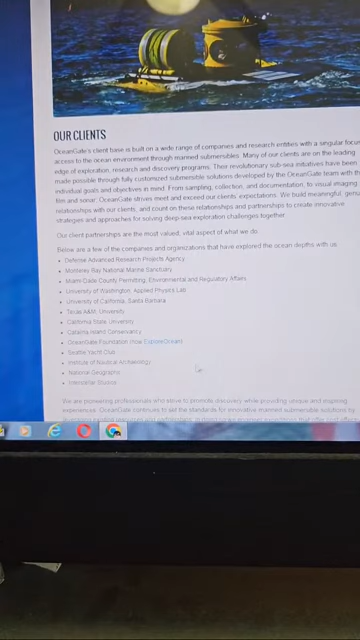 OUR CLIENTS
OceanGate's client base is built on a wide range of companies and research entities with a singular focus
access to the ocean environment through manned submersibles. Many of our clients are on the leading
edge of exploration, research and discovery programs. Their revolutionary sub-sea initiatives have been
made possible through fully customized submersible solutions developed by the OceanGate team with the
individual goals and objectives in mind. From sampling, collection, and documentation, to visual imaging
film and sonar, OceanGate strives meet and exceed our clients' expectations. We build meaningful,
relationships with our clients, and count on these relationships and partnerships to create innovative
strategies and approaches for solving deep-sea exploration challenges together.
Our client partnerships are the most valued, vital aspect of what we do.
Below are a few of the companies and organizations that have explored the ocean depths with us
• Defense Advanced Research Projects Agency
• Monterey Bay National Marine Sanctuary
• Miami Dade County Permitting, Environmental and Regulatory Affairs
• University of Washington, Applied Physics Lab
• University of California, Santa Barbara
• Texas A&M, University
• California State University
• Catalina Island Conservancy
• OceanGate Foundation (now ExploreOcean)
• Seattle Yacht Club
• Institute of Nautical Archaeology
• National Geographic
• Intermedia Studios
We are pioneering professionals who strive to promote discovery while providing unique and inspiring
experiences. OceanGate continues to set the standards for innovative manned submersible solutions by